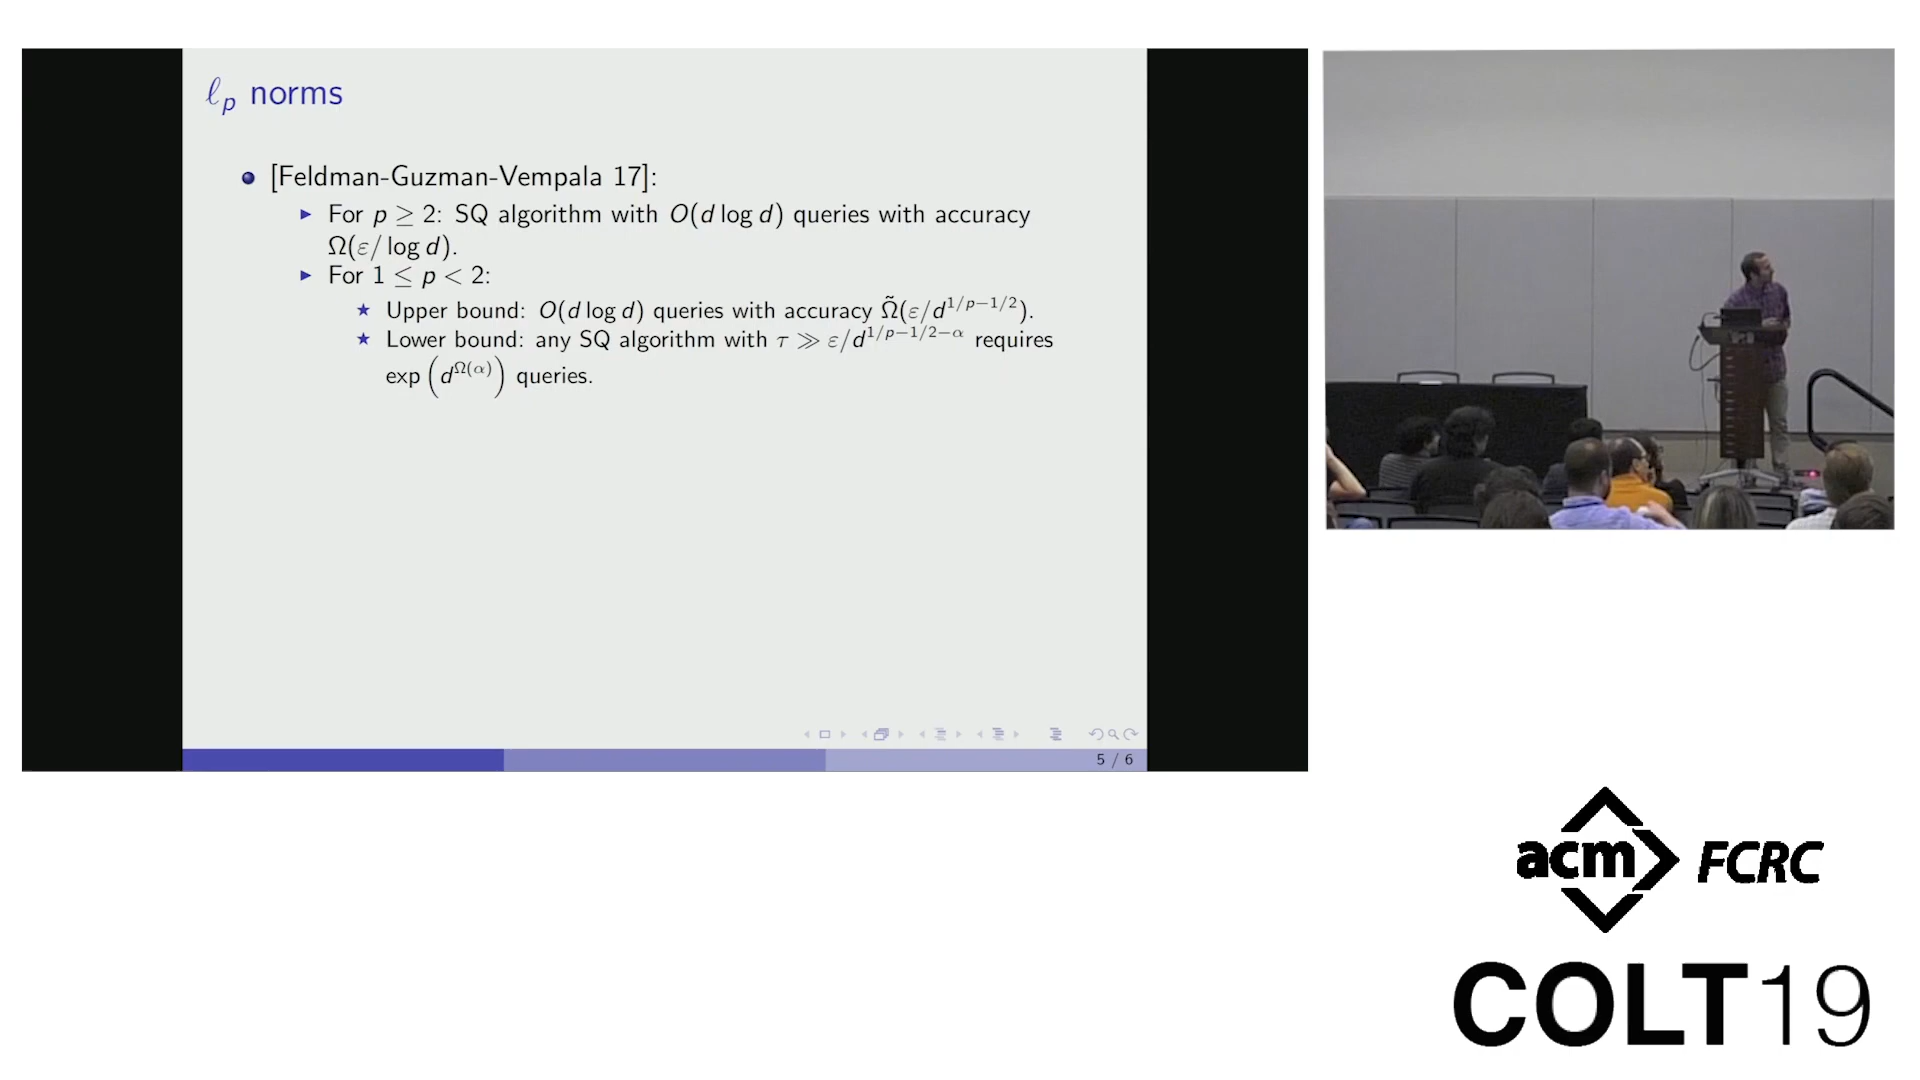 ℓₚ norms
• [Feldman-Guzman-Vempala 17]:
▶ For p ≥ 2: SQ algorithm with O(d log d) queries with accuracy
Ω(ε/ log d).
▶ For 1 ≤ p < 2:
★ Upper bound: O(d log d) queries with accuracy Ω̃(ε/d^{1/p−1/2}).
★ Lower bound: any SQ algorithm with τ ≫ ε/d^{1/p−1/2−α} requires
exp (d^{Ω(α)}) queries.
5 / 6
acm FCRC
COLT19